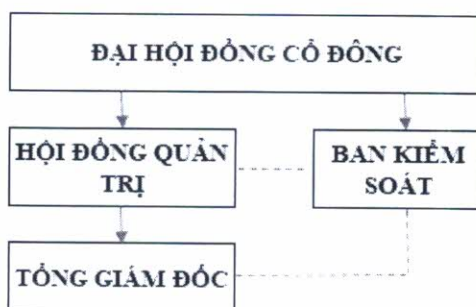 ĐẠI HỘI ĐỒNG CỔ ĐÔNG
HỘI ĐỒNG QUẢN
TRỊ
BAN KIỂM
SOÁT
TỔNG GIÁM ĐỐC